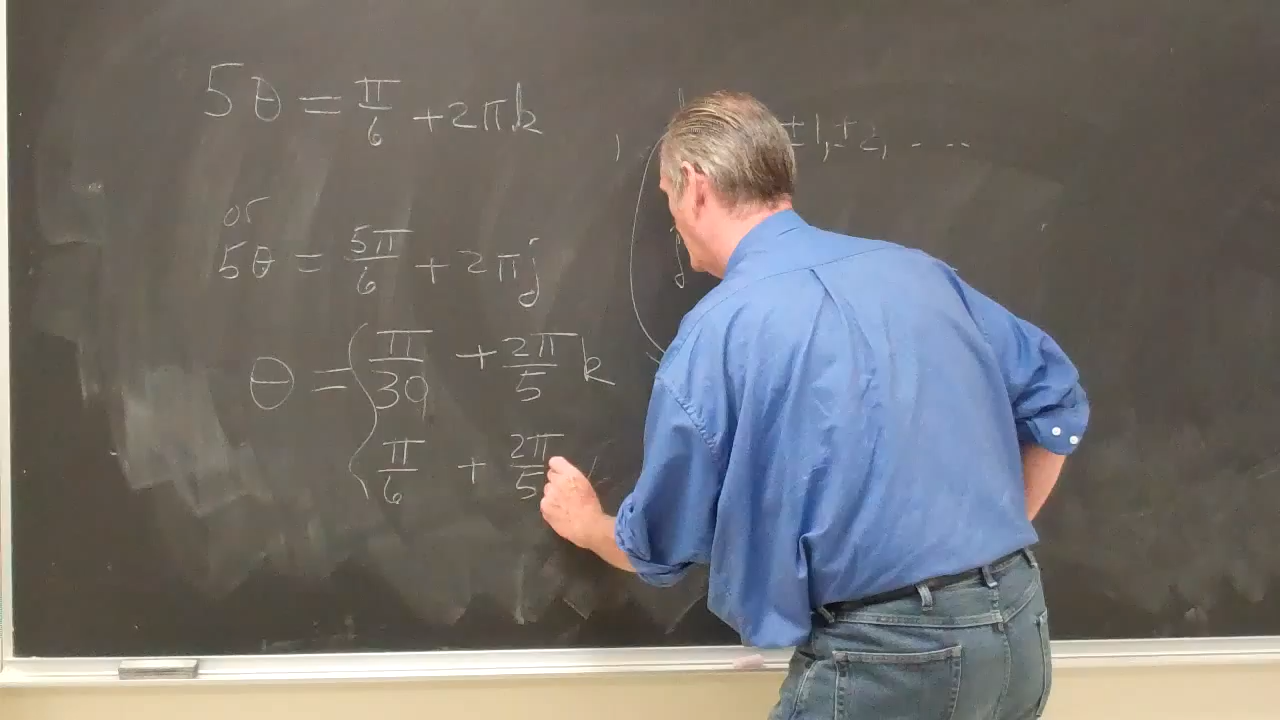 5θ = π/6 + 2πk , ±1, ±2, ....
or
5θ = 5π/6 + 2πj j
θ = { π/30 + 2π/5 k
π/6 + 2π/5